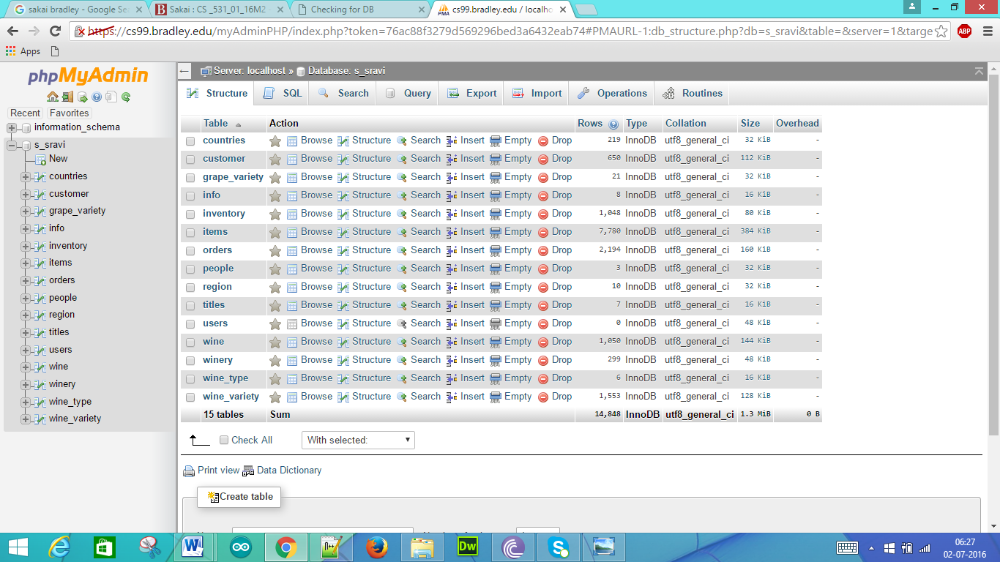 sakai bradley - Google Se
Sakai : CS _531_01_16M2
Checking for DB
cs99.bradley.edu / localho
https://cs99.bradley.edu/myAdminPHP/index.php?token=76ac88f3279d569296bed3a6432eab74#PMAURL-1:db_structure.php?db=s_sravi&table=&server=1&targe
ABP
Apps
phpMyAdmin
Recent Favorites
information_schema
s_sravi
New
countries
customer
grape_variety
info
inventory
items
orders
people
region
titles
users
wine
winery
wine_type
wine_variety
Server: localhost » Database: s_sravi
Structure SQL Search Query Export Import Operations Routines
Table Action Rows Type Collation Size Overhead
countries Browse Structure Search Insert Empty Drop 219 InnoDB utf8_general_ci 32 KiB -
customer Browse Structure Search Insert Empty Drop 650 InnoDB utf8_general_ci 112 KiB -
grape_variety Browse Structure Search Insert Empty Drop 21 InnoDB utf8_general_ci 32 KiB -
info Browse Structure Search Insert Empty Drop 8 InnoDB utf8_general_ci 16 KiB -
inventory Browse Structure Search Insert Empty Drop 1,048 InnoDB utf8_general_ci 80 KiB -
items Browse Structure Search Insert Empty Drop 7,780 InnoDB utf8_general_ci 384 KiB -
orders Browse Structure Search Insert Empty Drop 2,194 InnoDB utf8_general_ci 160 KiB -
people Browse Structure Search Insert Empty Drop 3 InnoDB utf8_general_ci 32 KiB -
region Browse Structure Search Insert Empty Drop 10 InnoDB utf8_general_ci 32 KiB -
titles Browse Structure Search Insert Empty Drop 7 InnoDB utf8_general_ci 16 KiB -
users Browse Structure Search Insert Empty Drop 0 InnoDB utf8_general_ci 48 KiB -
wine Browse Structure Search Insert Empty Drop 1,050 InnoDB utf8_general_ci 144 KiB -
winery Browse Structure Search Insert Empty Drop 299 InnoDB utf8_general_ci 48 KiB -
wine_type Browse Structure Search Insert Empty Drop 6 InnoDB utf8_general_ci 16 KiB -
wine_variety Browse Structure Search Insert Empty Drop 1,553 InnoDB utf8_general_ci 128 KiB -
15 tables Sum 14,848 InnoDB utf8_general_ci 1.3 MiB 0 B
Check All With selected:
Print view Data Dictionary
Create table
06:27
02-07-2016